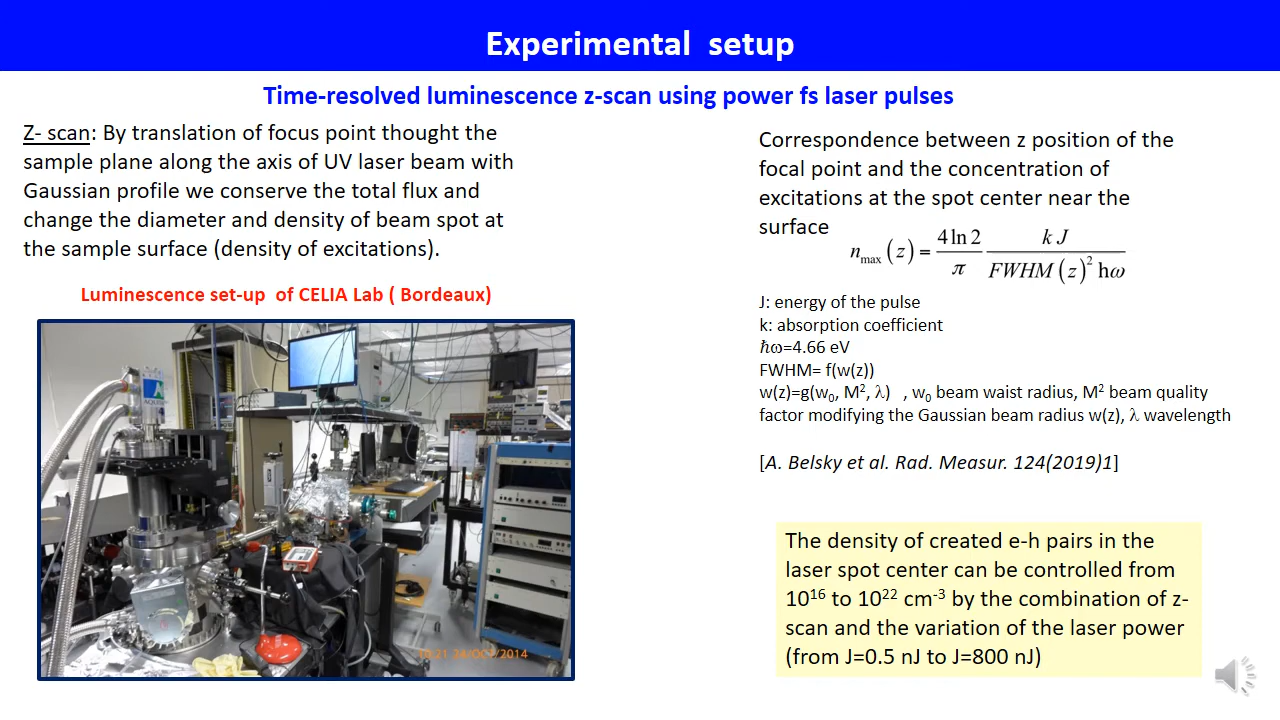 Experimental setup
Time-resolved luminescence z-scan using power fs laser pulses
Z- scan: By translation of focus point thought the
sample plane along the axis of UV laser beam with
Gaussian profile we conserve the total flux and
change the diameter and density of beam spot at
the sample surface (density of excitations).
Luminescence set-up of CELIA Lab ( Bordeaux)
10:21 28/OCT/2014
Correspondence between z position of the
focal point and the concentration of
excitations at the spot center near the
surface
n_max (z) = 4 ln 2 / π · k J / FWHM (z)² ħω
J: energy of the pulse
k: absorption coefficient
ℏω=4.66 eV
FWHM= f(w(z))
w(z)=g(w₀, M², λ) , w₀ beam waist radius, M² beam quality
factor modifying the Gaussian beam radius w(z), λ wavelength
[A. Belsky et al. Rad. Measur. 124(2019)1]
The density of created e-h pairs in the
laser spot center can be controlled from
10¹⁶ to 10²² cm⁻³ by the combination of z-
scan and the variation of the laser power
(from J=0.5 nJ to J=800 nJ)